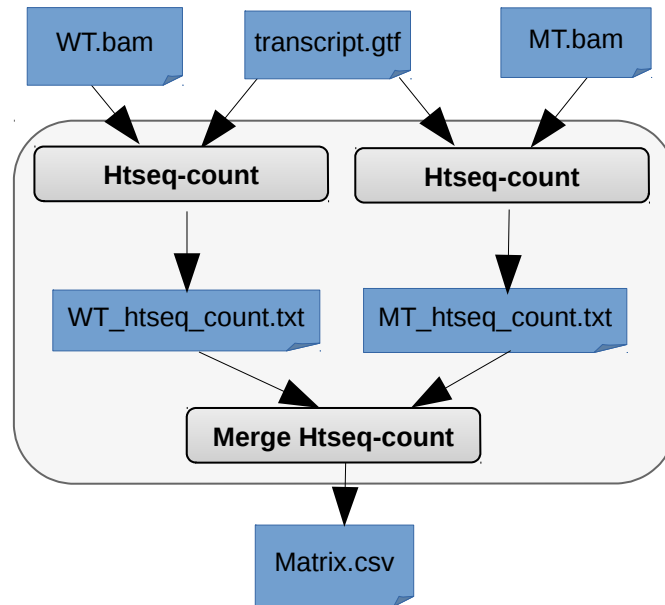 WT.bam
transcript.gtf
MT.bam
Htseq-count
Htseq-count
WT_htseq_count.txt
MT_htseq_count.txt
Merge Htseq-count
Matrix.csv